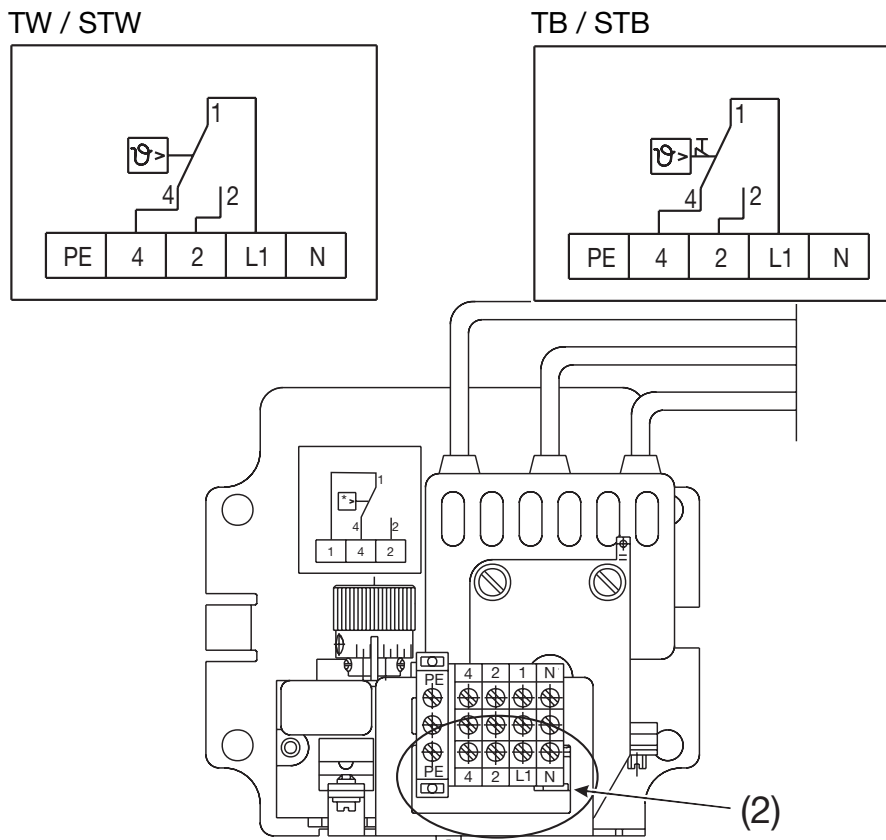 TW / STW
1
ϑ>
4 2
PE 4 2 L1 N
TB / STB
1
ϑ>
4 2
PE 4 2 L1 N
1
* >
4 2
1 4 2
PE 4 2 1 N
PE 4 2 L1 N
(2)